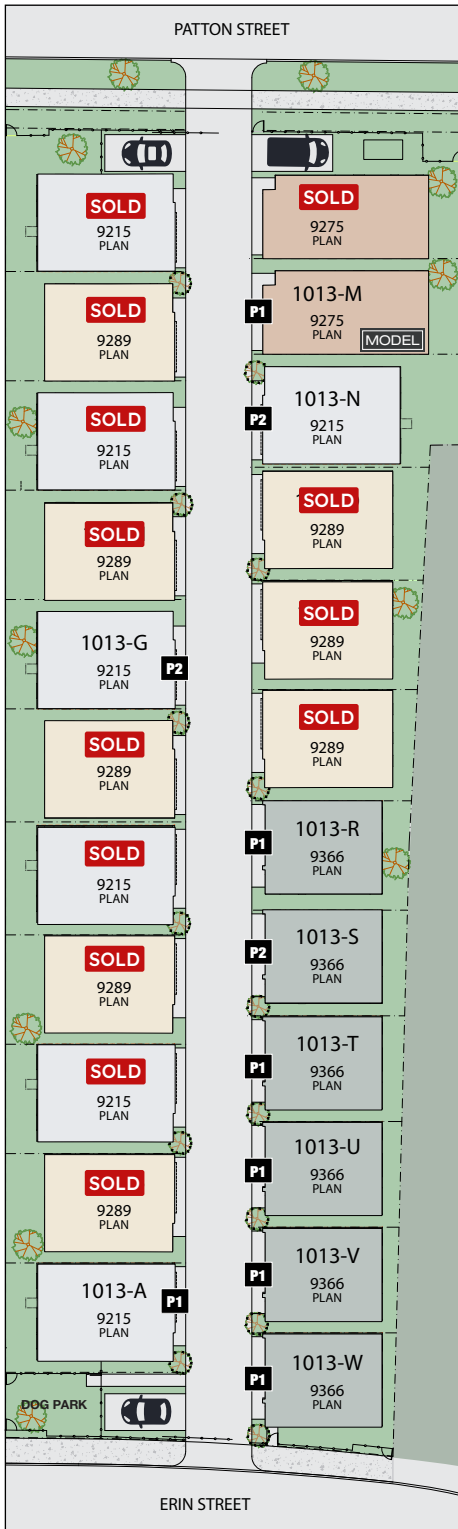 PATTON STREET
SOLD
9215
PLAN
SOLD
9289
PLAN
SOLD
9215
PLAN
SOLD
9289
PLAN
1013-G
9215
PLAN
P2
SOLD
9289
PLAN
SOLD
9215
PLAN
SOLD
9289
PLAN
SOLD
9215
PLAN
SOLD
9289
PLAN
1013-A
9215
PLAN
P1
DOG PARK
SOLD
9275
PLAN
P1
1013-M
9275
PLAN
MODEL
P2
1013-N
9215
PLAN
SOLD
9289
PLAN
SOLD
9289
PLAN
SOLD
9289
PLAN
P1
1013-R
9366
PLAN
P2
1013-S
9366
PLAN
P1
1013-T
9366
PLAN
P1
1013-U
9366
PLAN
P1
1013-V
9366
PLAN
P1
1013-W
9366
PLAN
ERIN STREET